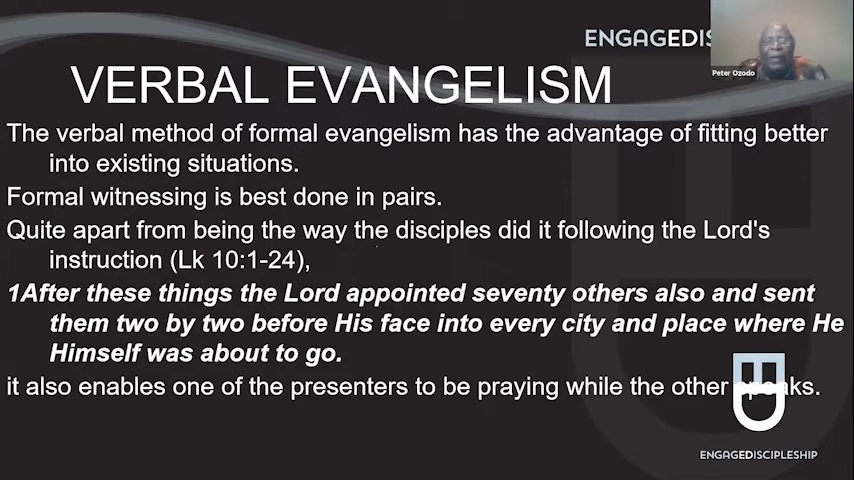 ENGAGEDIS
Peter Ozodo
VERBAL EVANGELISM
The verbal method of formal evangelism has the advantage of fitting better
into existing situations.
Formal witnessing is best done in pairs.
Quite apart from being the way the disciples did it following the Lord's
instruction (Lk 10:1-24),
1After these things the Lord appointed seventy others also and sent
them two by two before His face into every city and place where He
Himself was about to go.
it also enables one of the presenters to be praying while the other speaks.
ED
ENGAGEDISCIPLESHIP